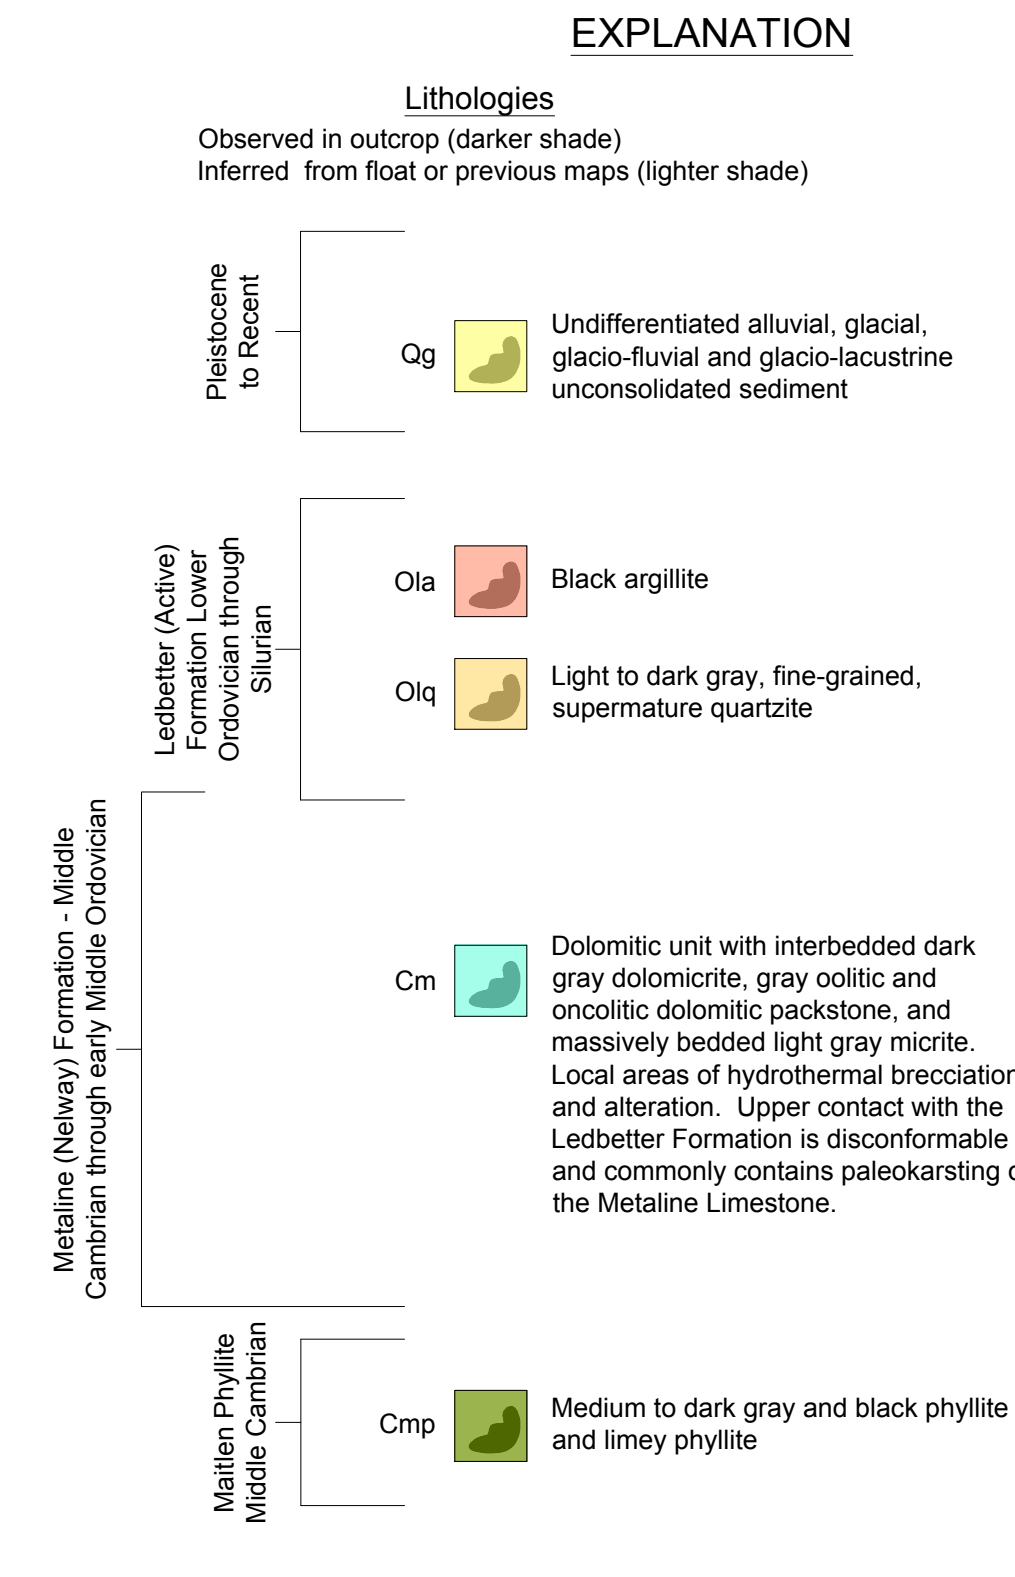 EXPLANATION
Lithologies
Observed in outcrop (darker shade)
Inferred  from float or previous maps (lighter shade)
Pleistocene
to Recent
Qg
Undifferentiated alluvial, glacial,
glacio-fluvial and glacio-lacustrine
unconsolidated sediment
Ledbetter (Active)
Formation Lower
Ordovician through
Silurian
Ola
Black argillite
Olq
Light to dark gray, fine-grained,
supermature quartzite
Metaline (Nelway) Formation - Middle
Cambrian through early Middle Ordovician
Cm
Dolomitic unit with interbedded dark
gray dolomicrite, gray oolitic and
oncolitic dolomitic packstone, and
massively bedded light gray micrite.
Local areas of hydrothermal brecciation
and alteration.  Upper contact with the
Ledbetter Formation is disconformable
and commonly contains paleokarsting
the Metaline Limestone.
Maitlen Phyllite
Middle Cambrian
Cmp
Medium to dark gray and black phyllite
and limey phyllite